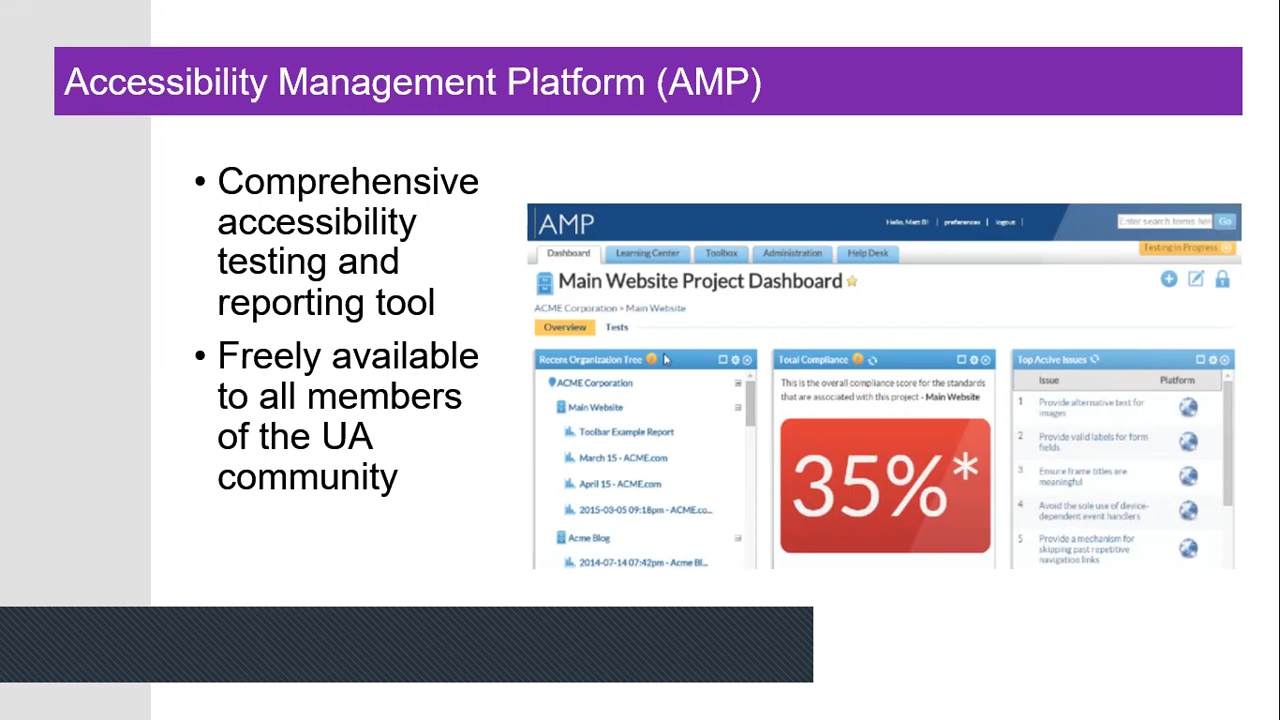 Accessibility Management Platform (AMP)
• Comprehensive
accessibility
testing and
reporting tool
• Freely available
to all members
of the UA
community
AMP
Hello, Matt B! | preferences | logout |
Enter search terms her
Go
Dashboard
Learning Center
Toolbox
Administration
Help Desk
Testing in Progress
Main Website Project Dashboard
ACME Corporation > Main Website
Overview
Tests
Recent Organization Tree
ACME Corporation
Main Website
Toolbar Example Report
March 15 - ACME.com
April 15 - ACME.com
2015-03-05 09:18pm - ACME.co...
Acme Blog
2014-07-14 07:42pm - Acme Bl...
Total Compliance
This is the overall compliance score for the standards
that are associated with this project - Main Website
35%*
Top Active Issues
Issue Platform
1 Provide alternative text for
images
2 Provide valid labels for form
fields
3 Ensure frame titles are
meaningful
4 Avoid the sole use of device-
dependent event handlers
5 Provide a mechanism for
skipping past repetitive
navigation links